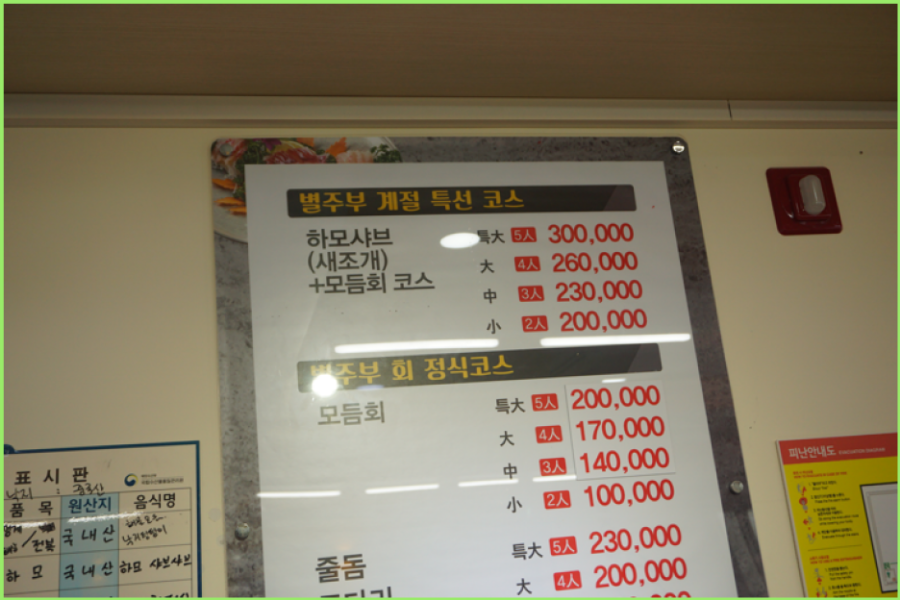 별주부 계절 특선 코스
하모샤브 특大 5人 300,000
(새조개) 大 4人 260,000
+모듬회 코스 中 3人 230,000
小 2人 200,000
별주부 회 정식코스
모듬회 특大 5人 200,000
大 4人 170,000
中 3人 140,000
小 2人 100,000
줄돔 특大 5人 230,000
大 4人 200,000
표시판
낙지 :
품목 원산지 음식명
전복 국내산
하모 국내산 하모 샤브샤브
피난안내도